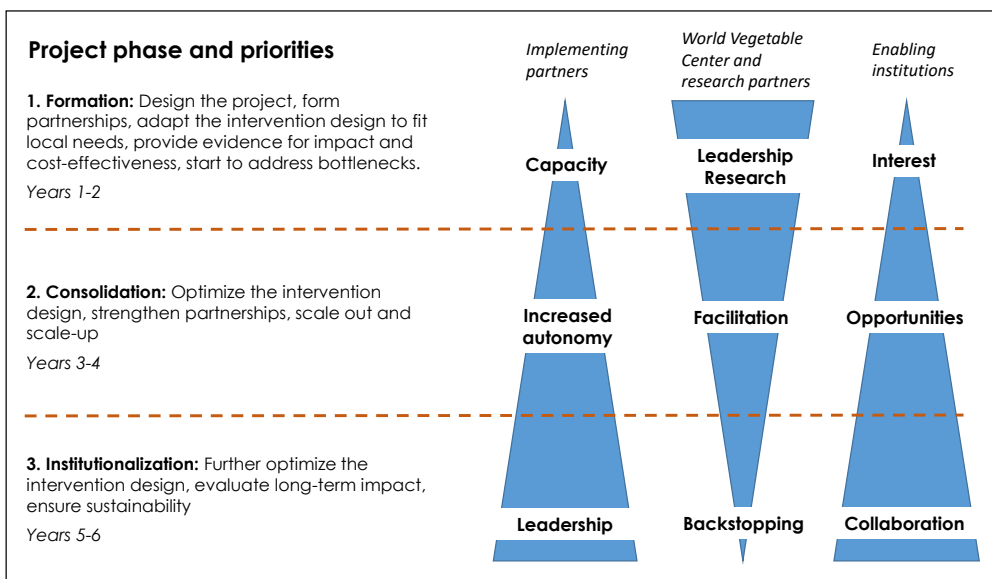 Project phase and priorities
Implementing
partners
World Vegetable
Center and
research partners
Enabling
institutions
1. Formation: Design the project, form
partnerships, adapt the intervention design to fit
local needs, provide evidence for impact and
cost-effectiveness, start to address bottlenecks.
Years 1-2
Capacity
Leadership
Research
Interest
2. Consolidation: Optimize the intervention
design, strengthen partnerships, scale out and
scale-up
Years 3-4
Increased
autonomy
Facilitation
Opportunities
3. Institutionalization: Further optimize the
intervention design, evaluate long-term impact,
ensure sustainability
Years 5-6
Leadership
Backstopping
Collaboration